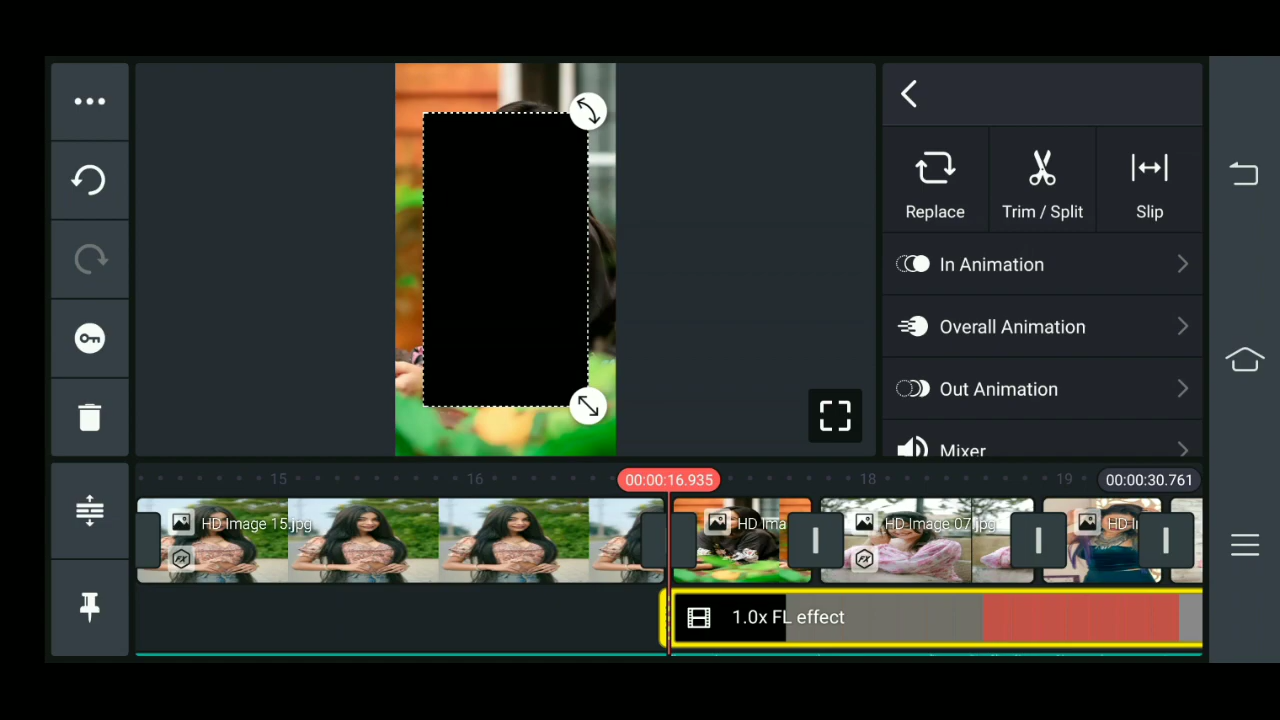 Replace
Trim / Split
Slip
In Animation
Overall Animation
Out Animation
Mixer
15
16
00:00:16.935
18
19
00:00:30.761
HD Image 15.jpg
HD Ima
HD Image 07.jpg
HD I
1.0x FL effect